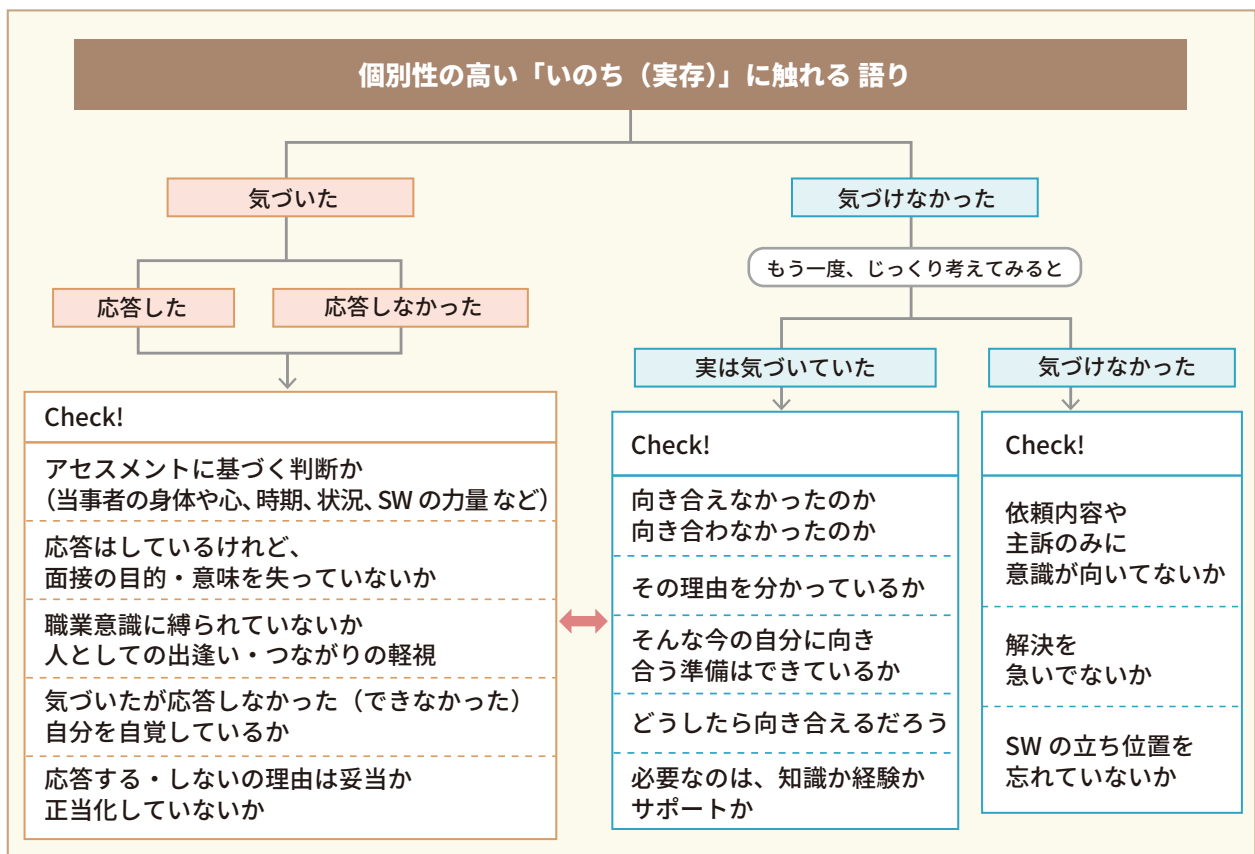 個別性の高い「いのち（実存）」に触れる 語り
気づいた
気づけなかった
もう一度、じっくり考えてみると
応答した
応答しなかった
実は気づいていた
気づけなかった
Check!
アセスメントに基づく判断か
（当事者の身体や心、時期、状況、SW の力量 など）
応答はしているけれど、
面接の目的・意味を失っていないか
職業意識に縛られていないか
人としての出逢い・つながりの軽視
気づいたが応答しなかった（できなかった）
自分を自覚しているか
応答する・しないの理由は妥当か
正当化していないか
Check!
向き合えなかったのか
向き合わなかったのか
その理由を分かっているか
そんな今の自分に向き
合う準備はできているか
どうしたら向き合えるだろう
必要なのは、知識か経験か
サポートか
Check!
依頼内容や
主訴のみに
意識が向いてないか
解決を
急いでないか
SW の立ち位置を
忘れていないか